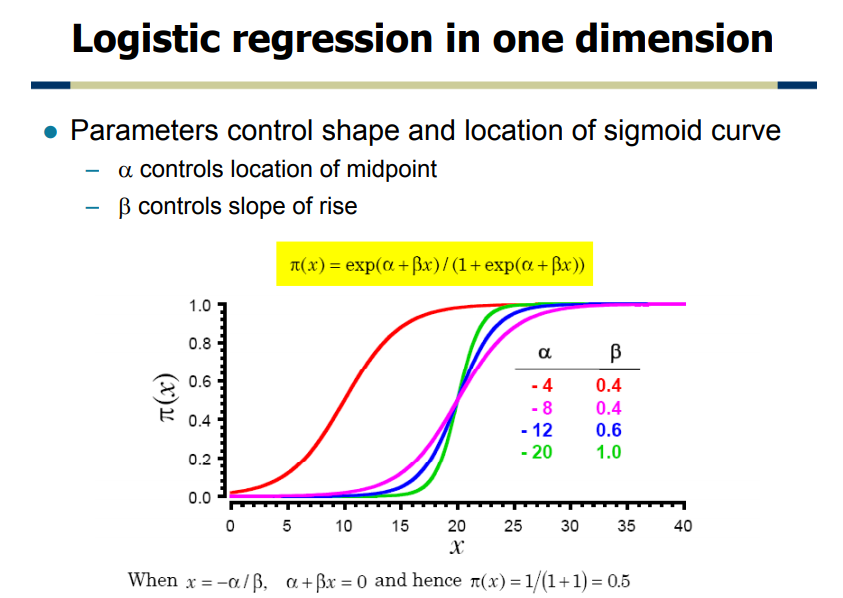 Logistic regression in one dimension
● Parameters control shape and location of sigmoid curve
– α controls location of midpoint
– β controls slope of rise
π(x) = exp(α + βx) / (1 + exp(α + βx))
1.0
0.8
0.6
0.4
0.2
0.0
π(x)
α β
- 4 0.4
- 8 0.4
- 12 0.6
- 20 1.0
0 5 10 15 20 25 30 35 40
x
When x = −α / β, α + βx = 0 and hence π(x) = 1/(1 + 1) = 0.5